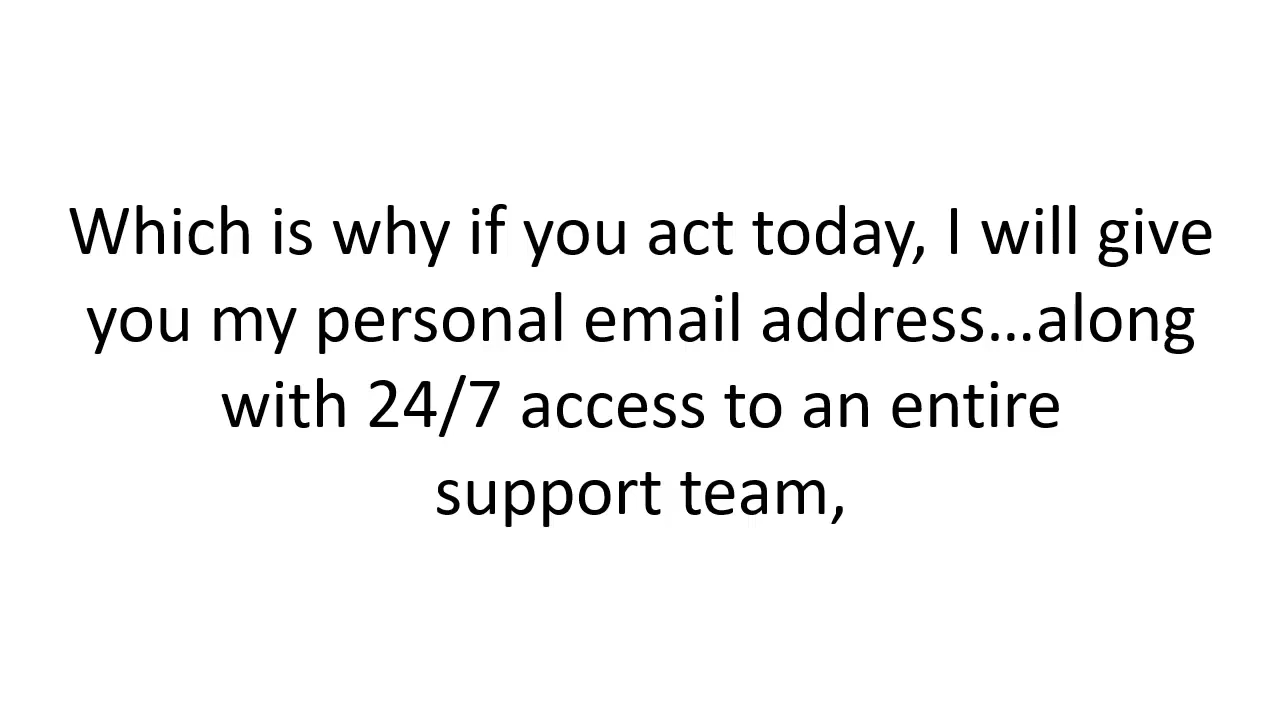 Which is why if you act today, I will give
you my personal email address...along
with 24/7 access to an entire
support team,